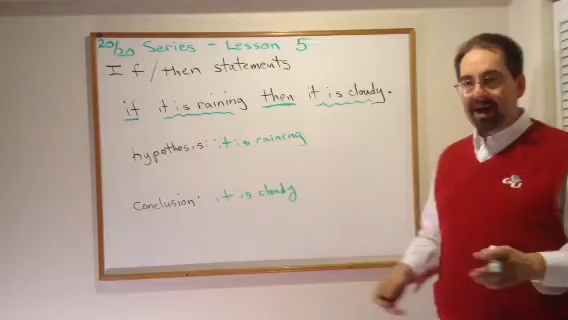 20/20 Series - Lesson 5
If/then statements
if it is raining then it is cloudy.
hypothesis: it is raining
conclusion: it is cloudy